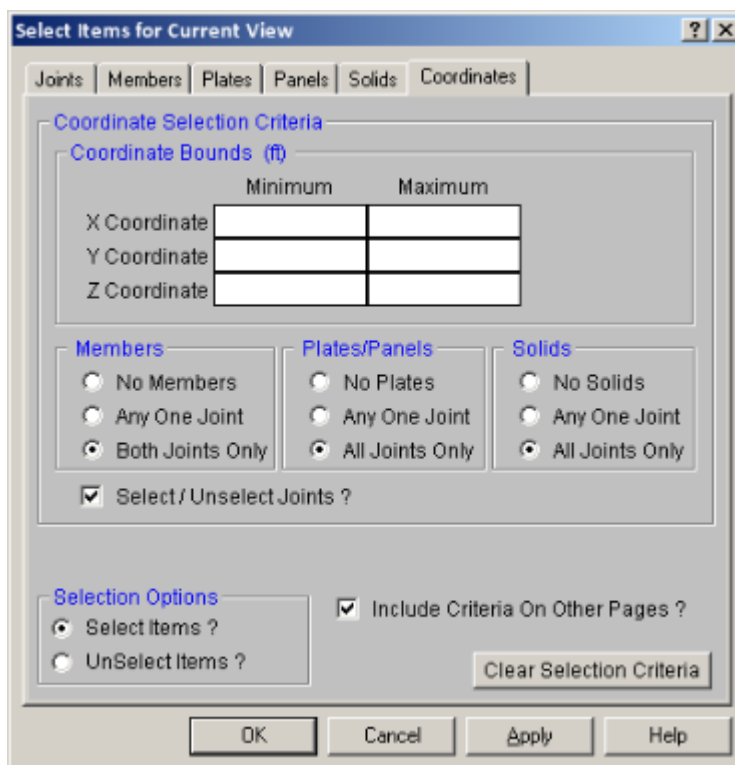 Select Items for Current View ? X
Joints Members Plates Panels Solids Coordinates
Coordinate Selection Criteria
Coordinate Bounds (ft)
Minimum Maximum
X Coordinate
Y Coordinate
Z Coordinate
Members Plates/Panels Solids
No Members No Plates No Solids
Any One Joint Any One Joint Any One Joint
Both Joints Only All Joints Only All Joints Only
Select / Unselect Joints ?
Selection Options
Include Criteria On Other Pages ?
Select Items ?
UnSelect Items ?
Clear Selection Criteria
OK Cancel Apply Help